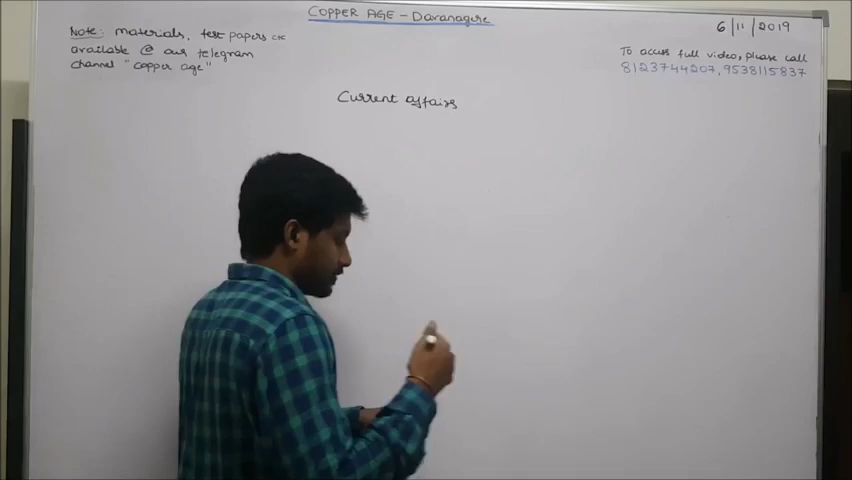 COPPER AGE - Davanagere
6/11/2019
Note: materials, test papers etc
available @ our telegram
channel "copper age"
To access full video, please call
8123744207, 9538115837
Current affairs